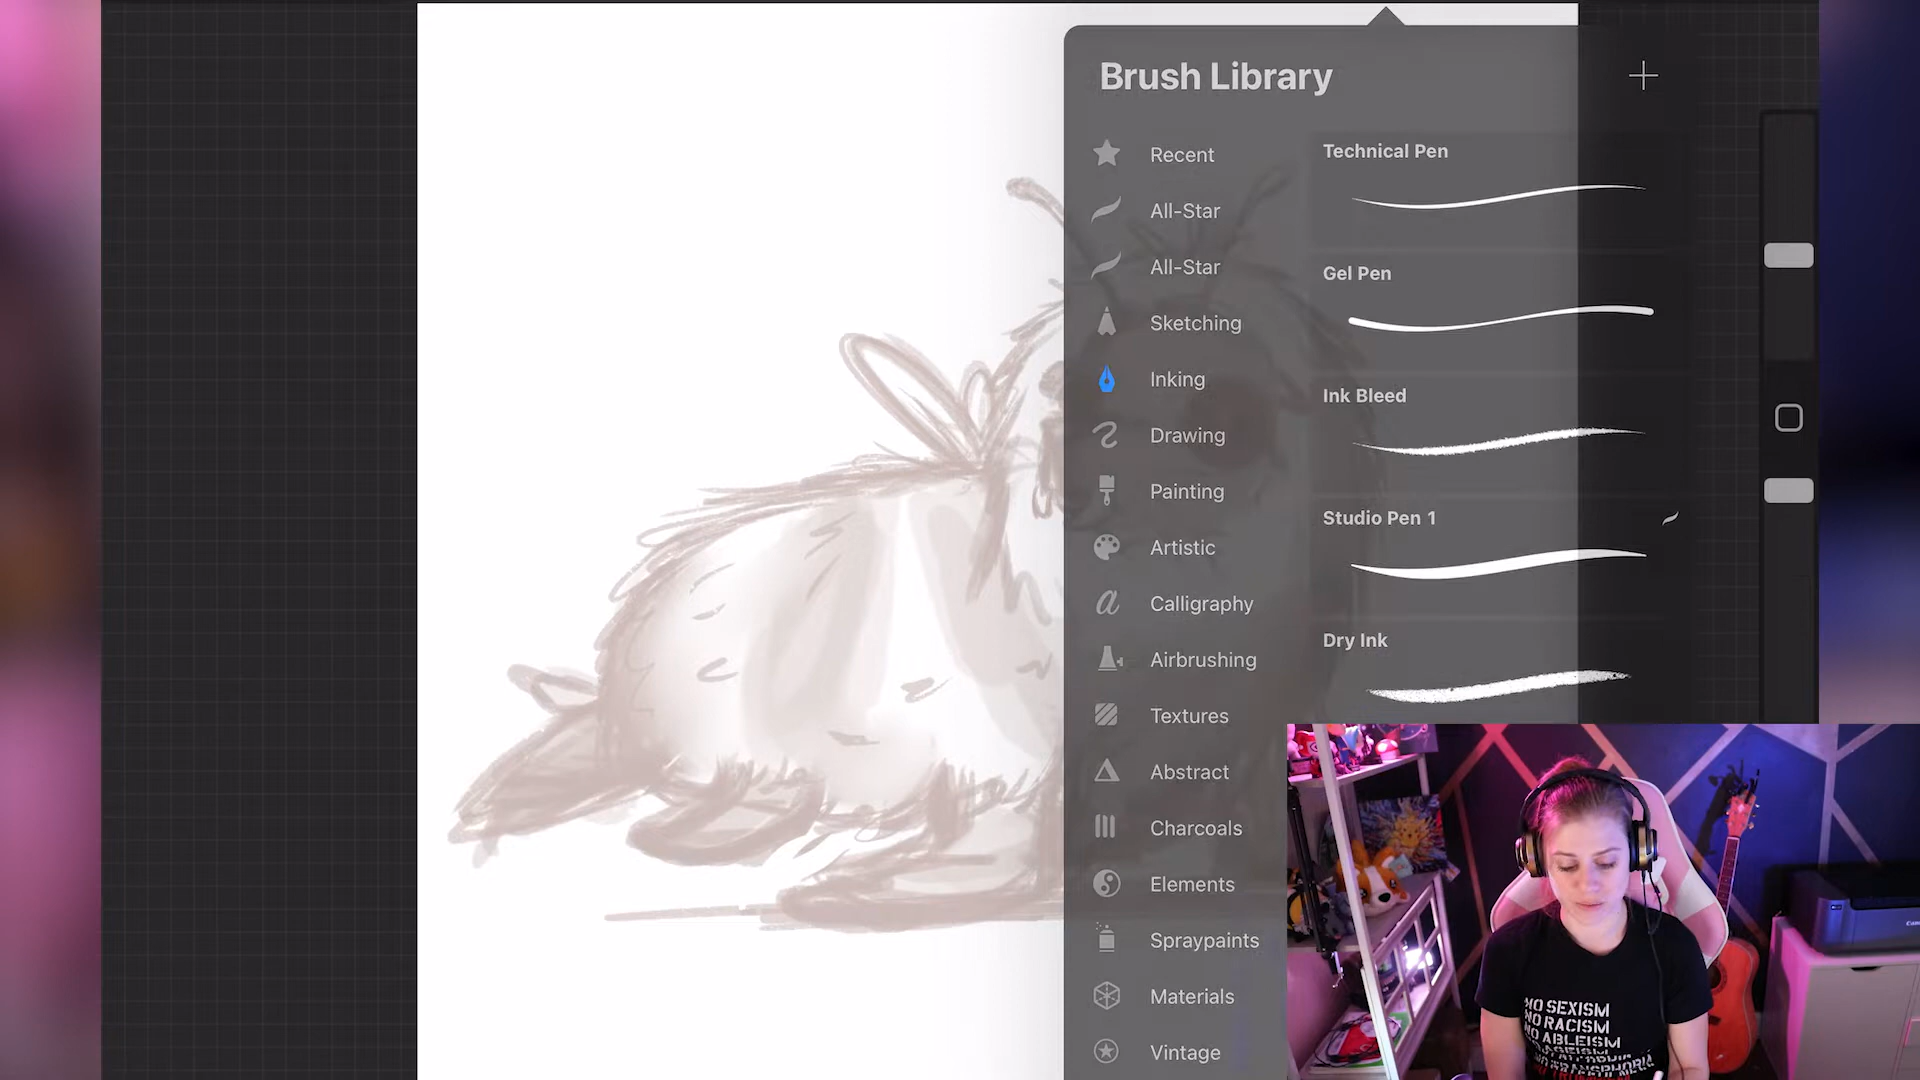 Brush Library
Recent
All-Star
All-Star
Sketching
Inking
Drawing
Painting
Artistic
Calligraphy
Airbrushing
Textures
Abstract
Charcoals
Elements
Spraypaints
Materials
Vintage
Technical Pen
Gel Pen
Ink Bleed
Studio Pen 1
Dry Ink
NO SEXISM
NO RACISM
NO ABLEISM